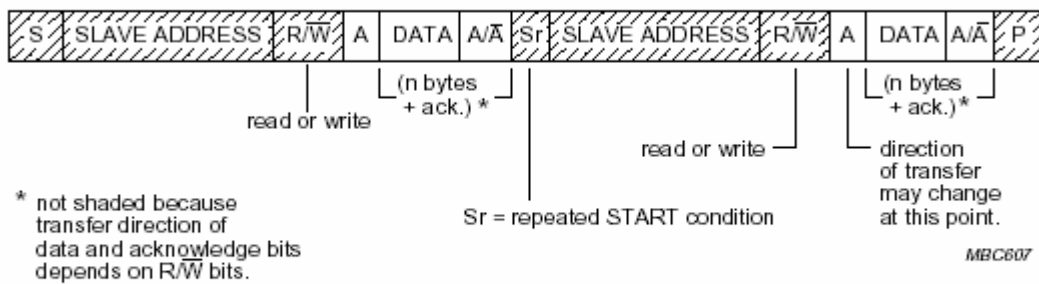 S SLAVE ADDRESS R/W̅ A DATA A/A̅ Sr SLAVE ADDRESS R/W̅ A DATA A/A̅ P
(n bytes
+ ack.) *
(n bytes
+ ack.) *
read or write
read or write
direction
of transfer
may change
at this point.
* not shaded because
transfer direction of
data and acknowledge bits
depends on R/W̅ bits.
Sr = repeated START condition
MBC607